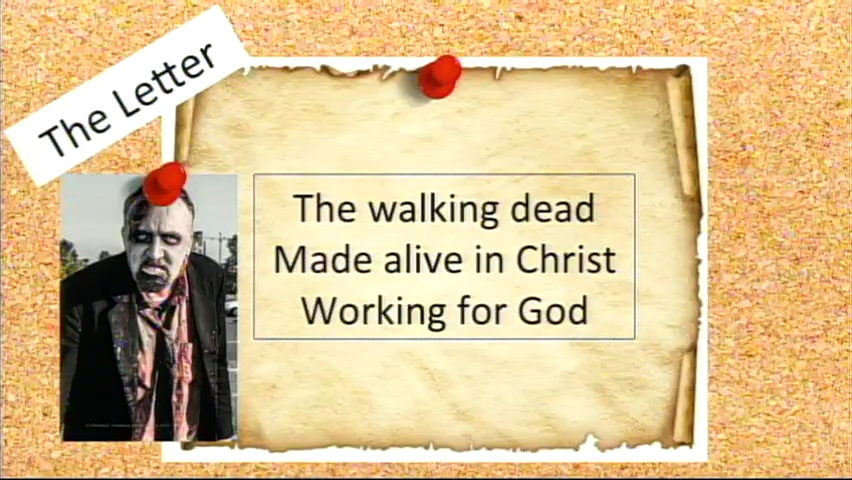 The Letter
The walking dead
Made alive in Christ
Working for God